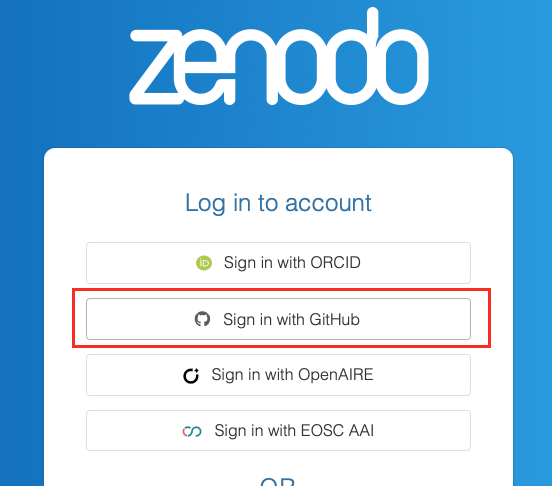 zenodo
Log in to account
Sign in with ORCID
Sign in with GitHub
Sign in with OpenAIRE
Sign in with EOSC AAI
OR